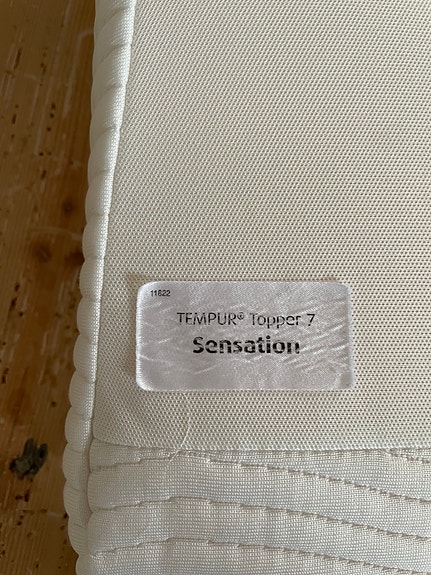 11822
TEMPUR® Topper 7
Sensation